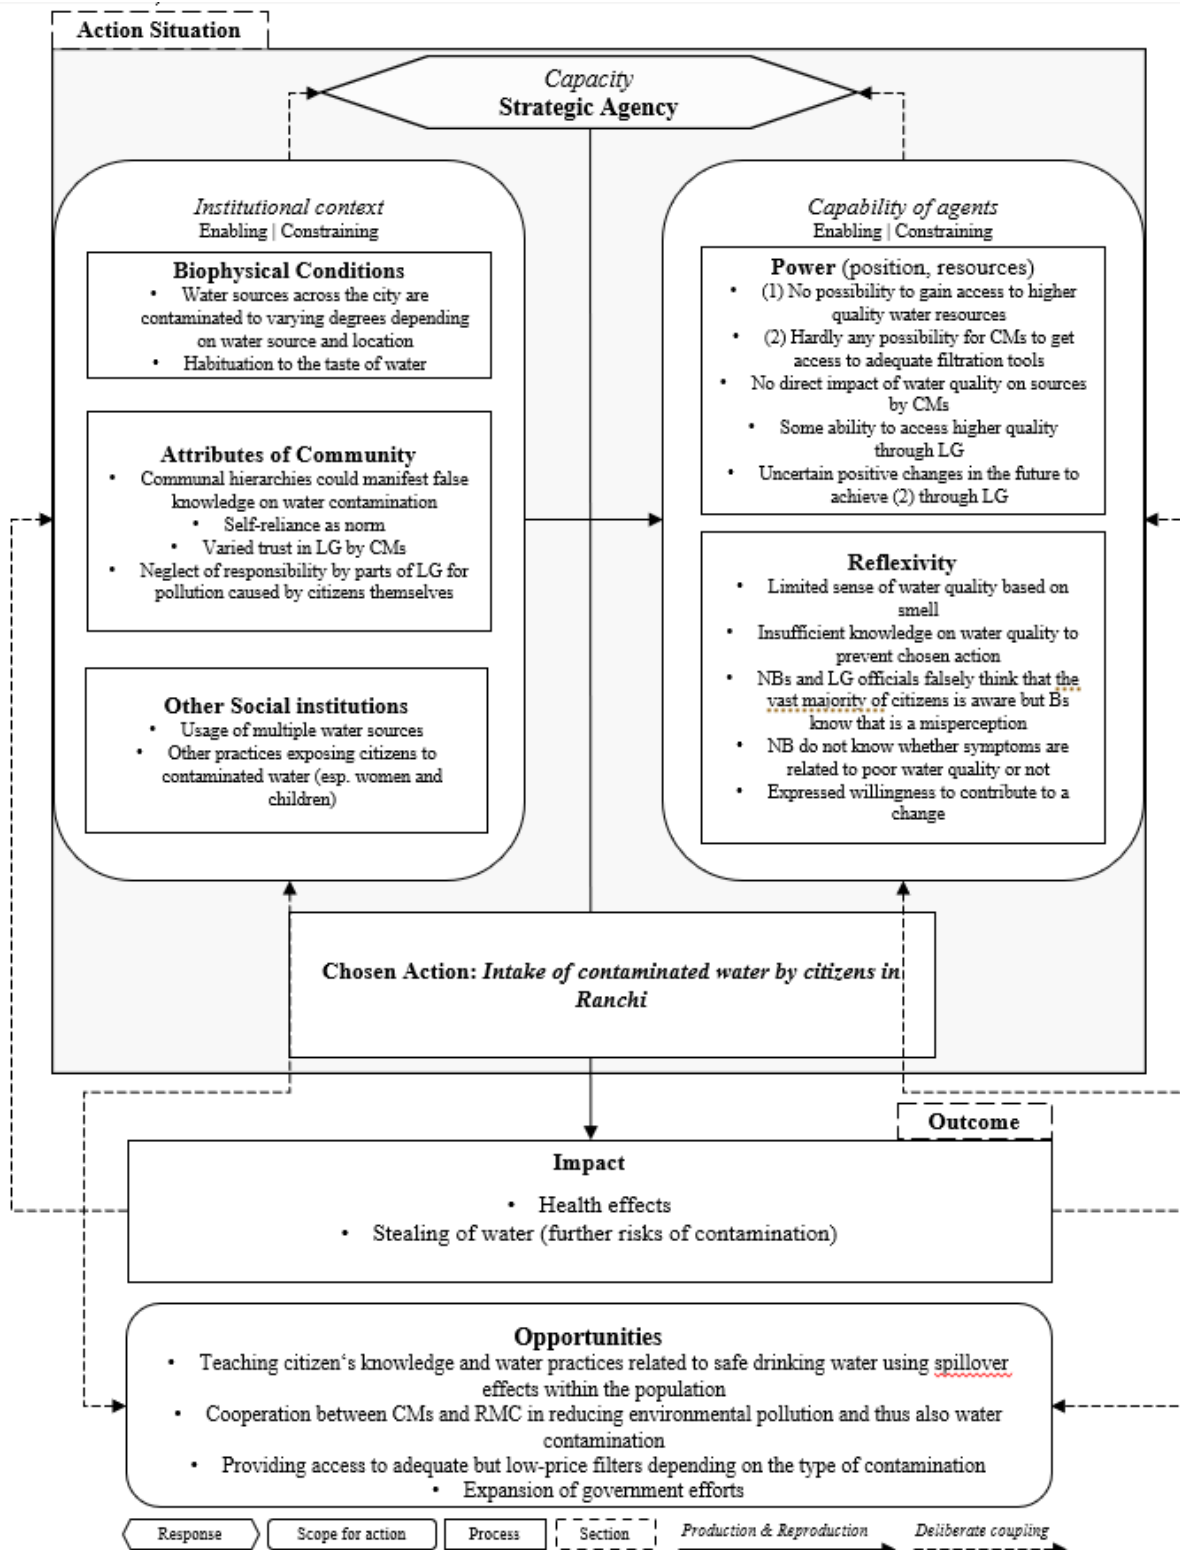 Action Situation
Capacity
Strategic Agency
Institutional context
Enabling | Constraining
Biophysical Conditions
• Water sources across the city are
contaminated to varying degrees depending
on water source and location
• Habituation to the taste of water
Attributes of Community
• Communal hierarchies could manifest false
knowledge on water contamination
• Self-reliance as norm
• Varied trust in LG by CMs
• Neglect of responsibility by parts of LG for
pollution caused by citizens themselves
Other Social institutions
• Usage of multiple water sources
• Other practices exposing citizens to
contaminated water (esp. women and
children)
Capability of agents
Enabling | Constraining
Power (position, resources)
• (1) No possibility to gain access to higher
quality water resources
• (2) Hardly any possibility for CMs to get
access to adequate filtration tools
• No direct impact of water quality on sources
by CMs
• Some ability to access higher quality
through LG
• Uncertain positive changes in the future to
achieve (2) through LG
Reflexivity
• Limited sense of water quality based on
smell
• Insufficient knowledge on water quality to
prevent chosen action
• NBs and LG officials falsely think that the
vast majority of citizens is aware but Bs
know that is a misperception
• NB do not know whether symptoms are
related to poor water quality or not
• Expressed willingness to contribute to a
change
Chosen Action: Intake of contaminated water by citizens in
Ranchi
Outcome
Impact
• Health effects
• Stealing of water (further risks of contamination)
Opportunities
• Teaching citizen‘s knowledge and water practices related to safe drinking water using spillover
effects within the population
• Cooperation between CMs and RMC in reducing environmental pollution and thus also water
contamination
• Providing access to adequate but low-price filters depending on the type of contamination
• Expansion of government efforts
Response
Scope for action
Process
Section
Production & Reproduction
Deliberate coupling